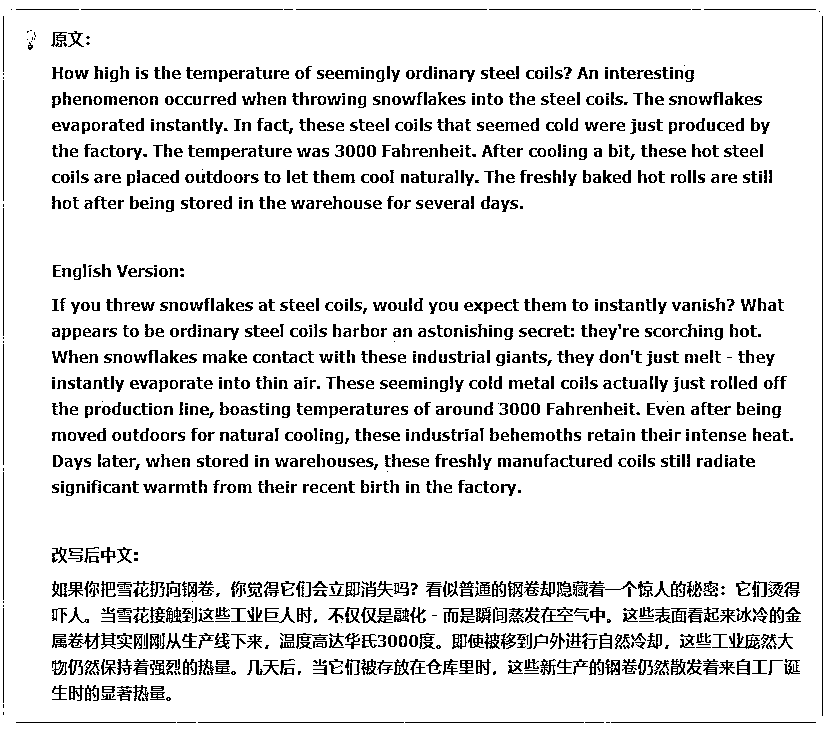 原文：
How high is the temperature of seemingly ordinary steel coils? An interesting
phenomenon occurred when throwing snowflakes into the steel coils. The snowflakes
evaporated instantly. In fact, these steel coils that seemed cold were just produced by
the factory. The temperature was 3000 Fahrenheit. After cooling a bit, these hot steel
coils are placed outdoors to let them cool naturally. The freshly baked hot rolls are still
hot after being stored in the warehouse for several days.
English Version:
If you threw snowflakes at steel coils, would you expect them to instantly vanish? What
appears to be ordinary steel coils harbor an astonishing secret: they're scorching hot.
When snowflakes make contact with these industrial giants, they don't just melt - they
instantly evaporate into thin air. These seemingly cold metal coils actually just rolled off
the production line, boasting temperatures of around 3000 Fahrenheit. Even after being
moved outdoors for natural cooling, these industrial behemoths retain their intense heat.
Days later, when stored in warehouses, these freshly manufactured coils still radiate
significant warmth from their recent birth in the factory.
改写后中文：
如果你把雪花扔向钢卷，你觉得它们会立即消失吗？看似普通的钢卷却隐藏着一个惊人的秘密：它们烫得
吓人。当雪花接触到这些工业巨人时，不仅仅是融化 - 而是瞬间蒸发在空气中。这些表面看起来冰冷的金
属卷材其实刚刚从生产线下来，温度高达华氏3000度。即使被移到户外进行自然冷却，这些工业庞然大
物仍然保持着强烈的热量。几天后，当它们被存放在仓库里时，这些新生产的钢卷仍然散发着来自工厂诞
生时的显著热量。